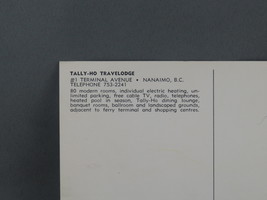 TALLY-HO TRAVELODGE
#1 TERMINAL AVENUE • NANAIMO, B.C.
TELEPHONE 753-2241
80 modern rooms, individual electric heating, un-
limited parking, free cable TV, radio, telephones,
heated pool in season, Tally-Ho dining, lounge,
banquet rooms, ballroom and landscaped grounds,
adjacent to ferry terminal and shopping centres.